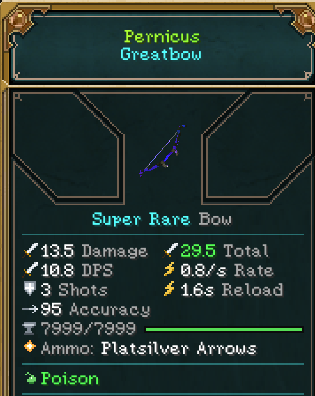 Pernicus
Greatbow
Super Rare Bow
13.5 Damage 29.5 Total
10.8 DPS 0.8/s Rate
3 Shots 1.6s Reload
95 Accuracy
7999/7999
Ammo: Platsilver Arrows
Poison